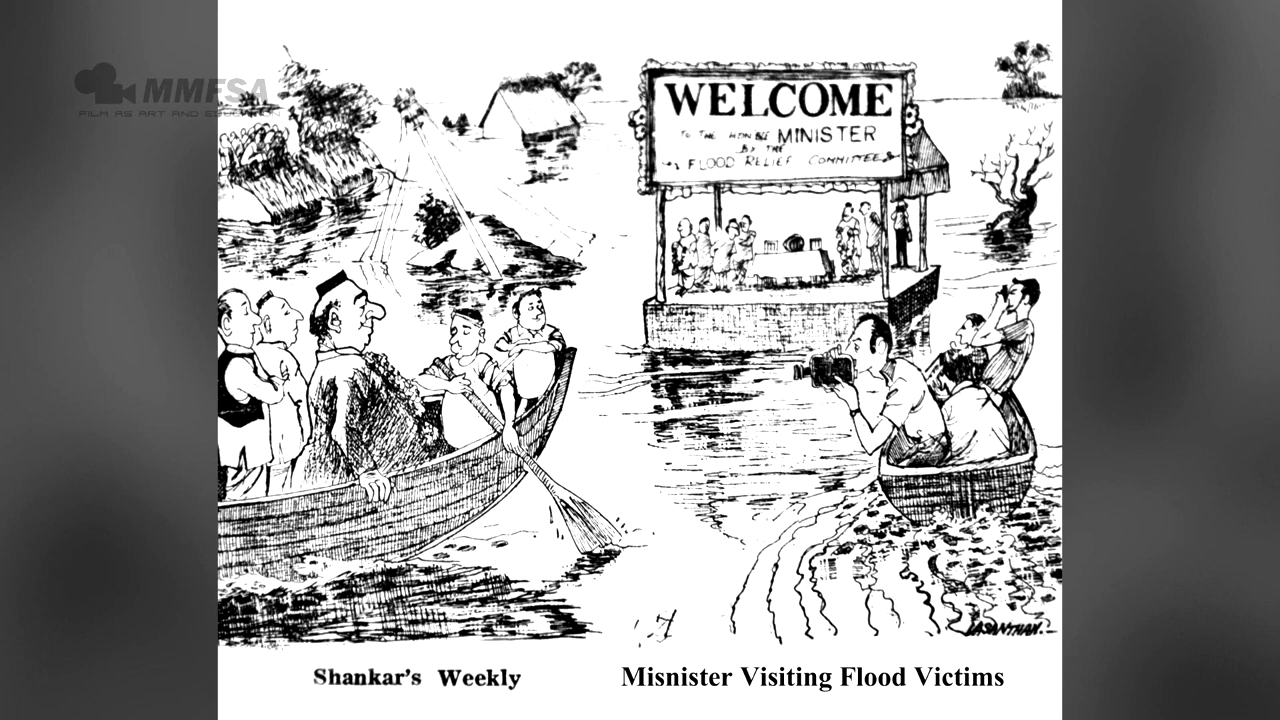 MMFSA
FILM AS ART AND EDUCATION
WELCOME
TO THE HON'BLE MINISTER
BY THE
FLOOD RELIEF COMMITTEE
VASANTHAN.
Shankar's Weekly
Misnister Visiting Flood Victims